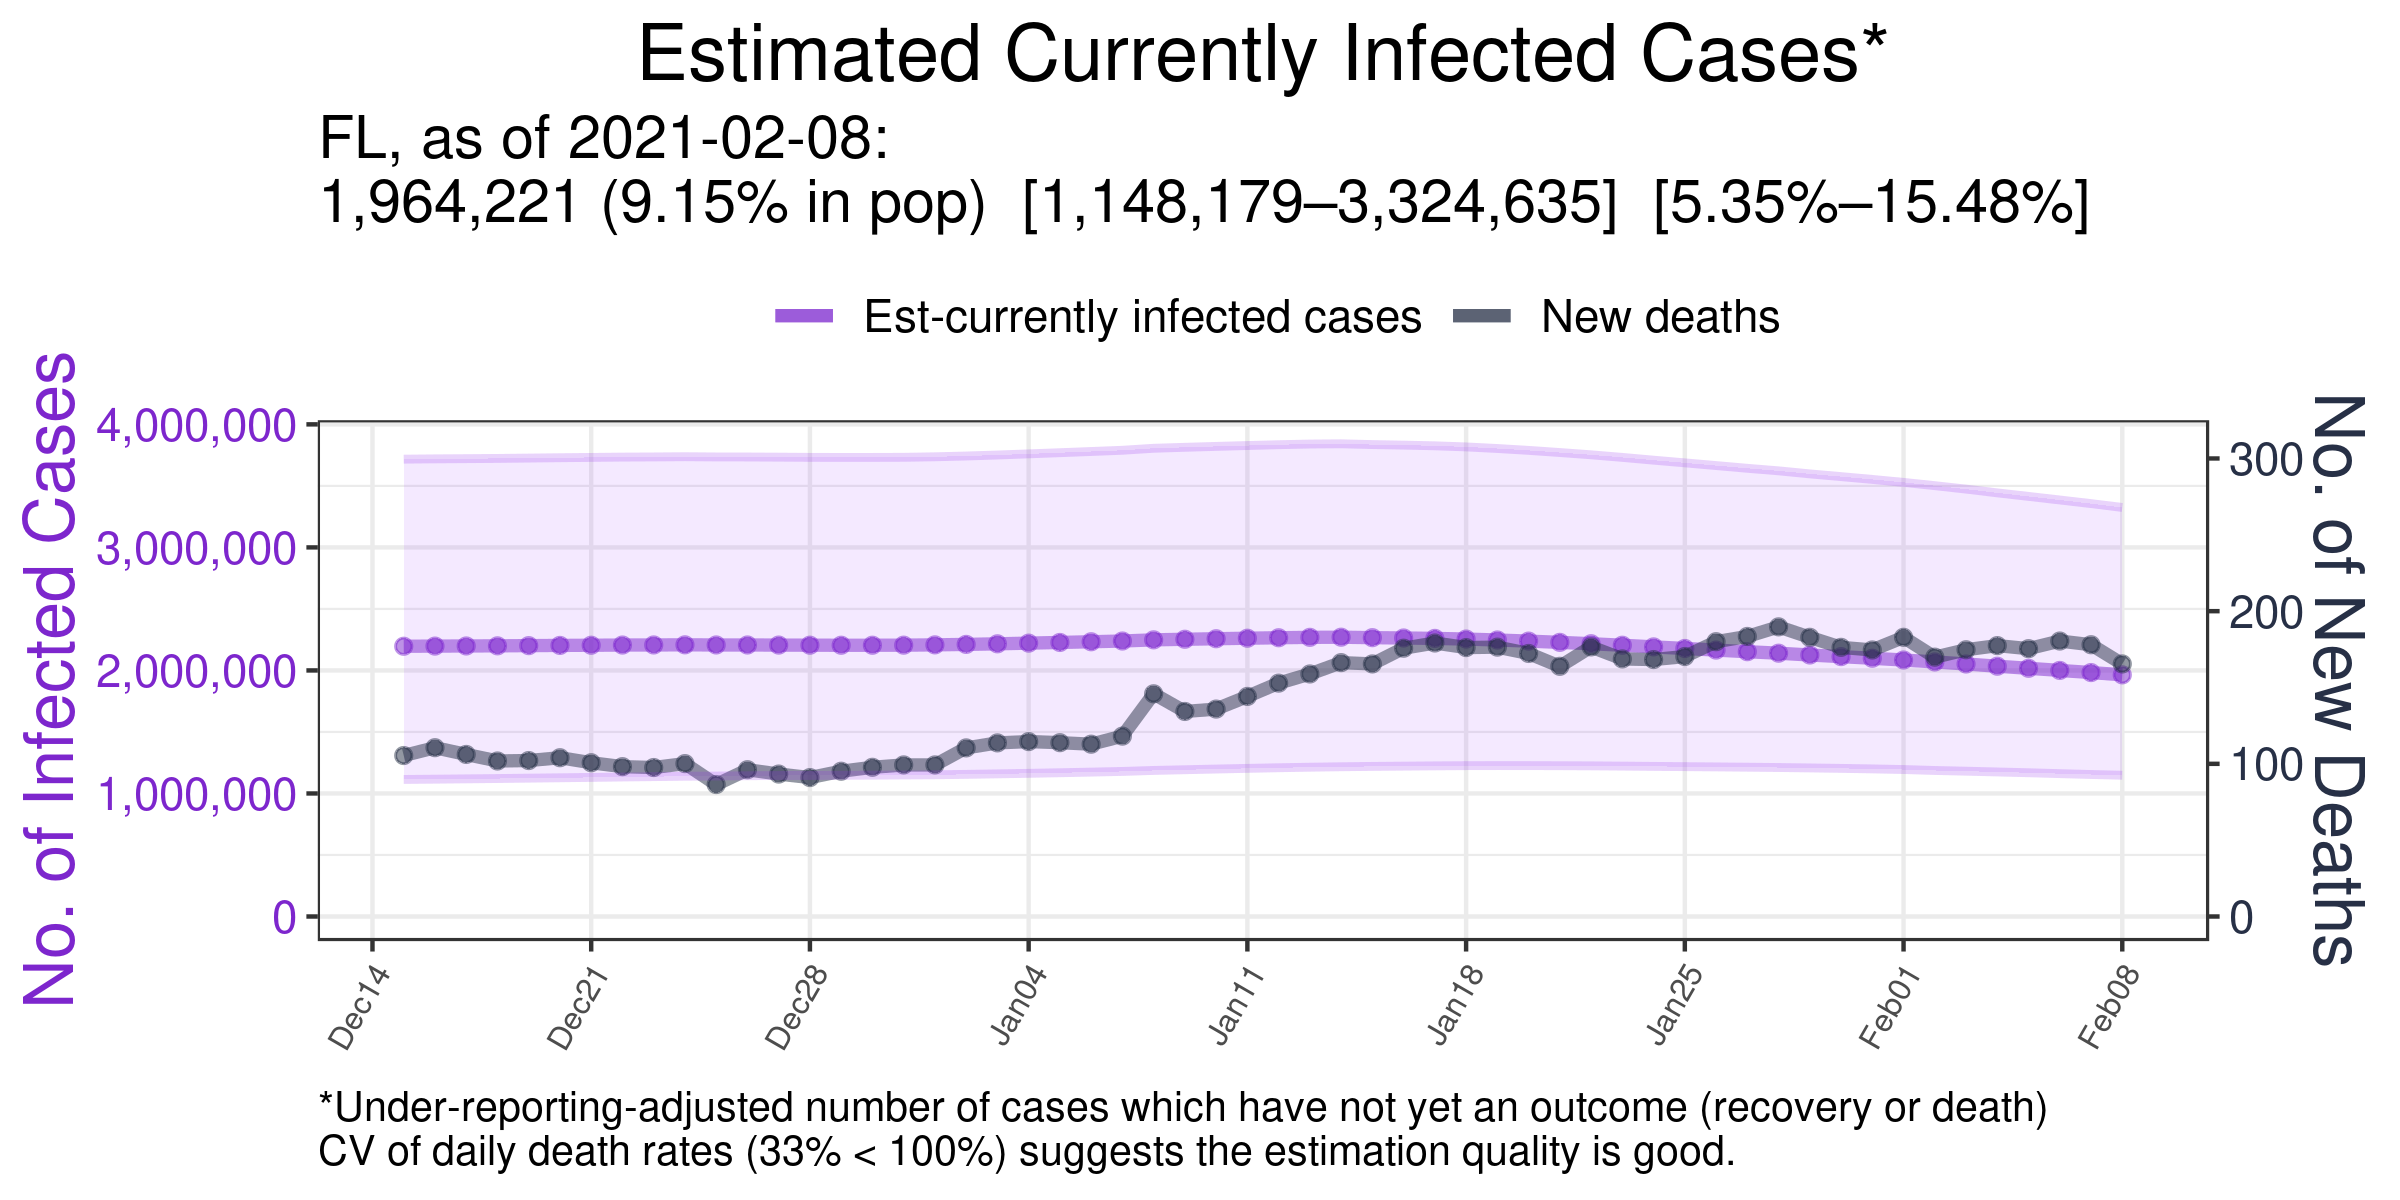 Estimated Currently Infected Cases*
FL, as of 2021-02-08:
1,964,221 (9.15% in pop) [1,148,179–3,324,635] [5.35%–15.48%]
Est-currently infected cases
New deaths
No. of Infected Cases
4,000,000
3,000,000
2,000,000
1,000,000
0
300
200
100
0
No. of New Deaths
Dec14
Dec21
Dec28
Jan04
Jan11
Jan18
Jan25
Feb01
Feb08
*Under-reporting-adjusted number of cases which have not yet an outcome (recovery or death)
CV of daily death rates (33% < 100%) suggests the estimation quality is good.